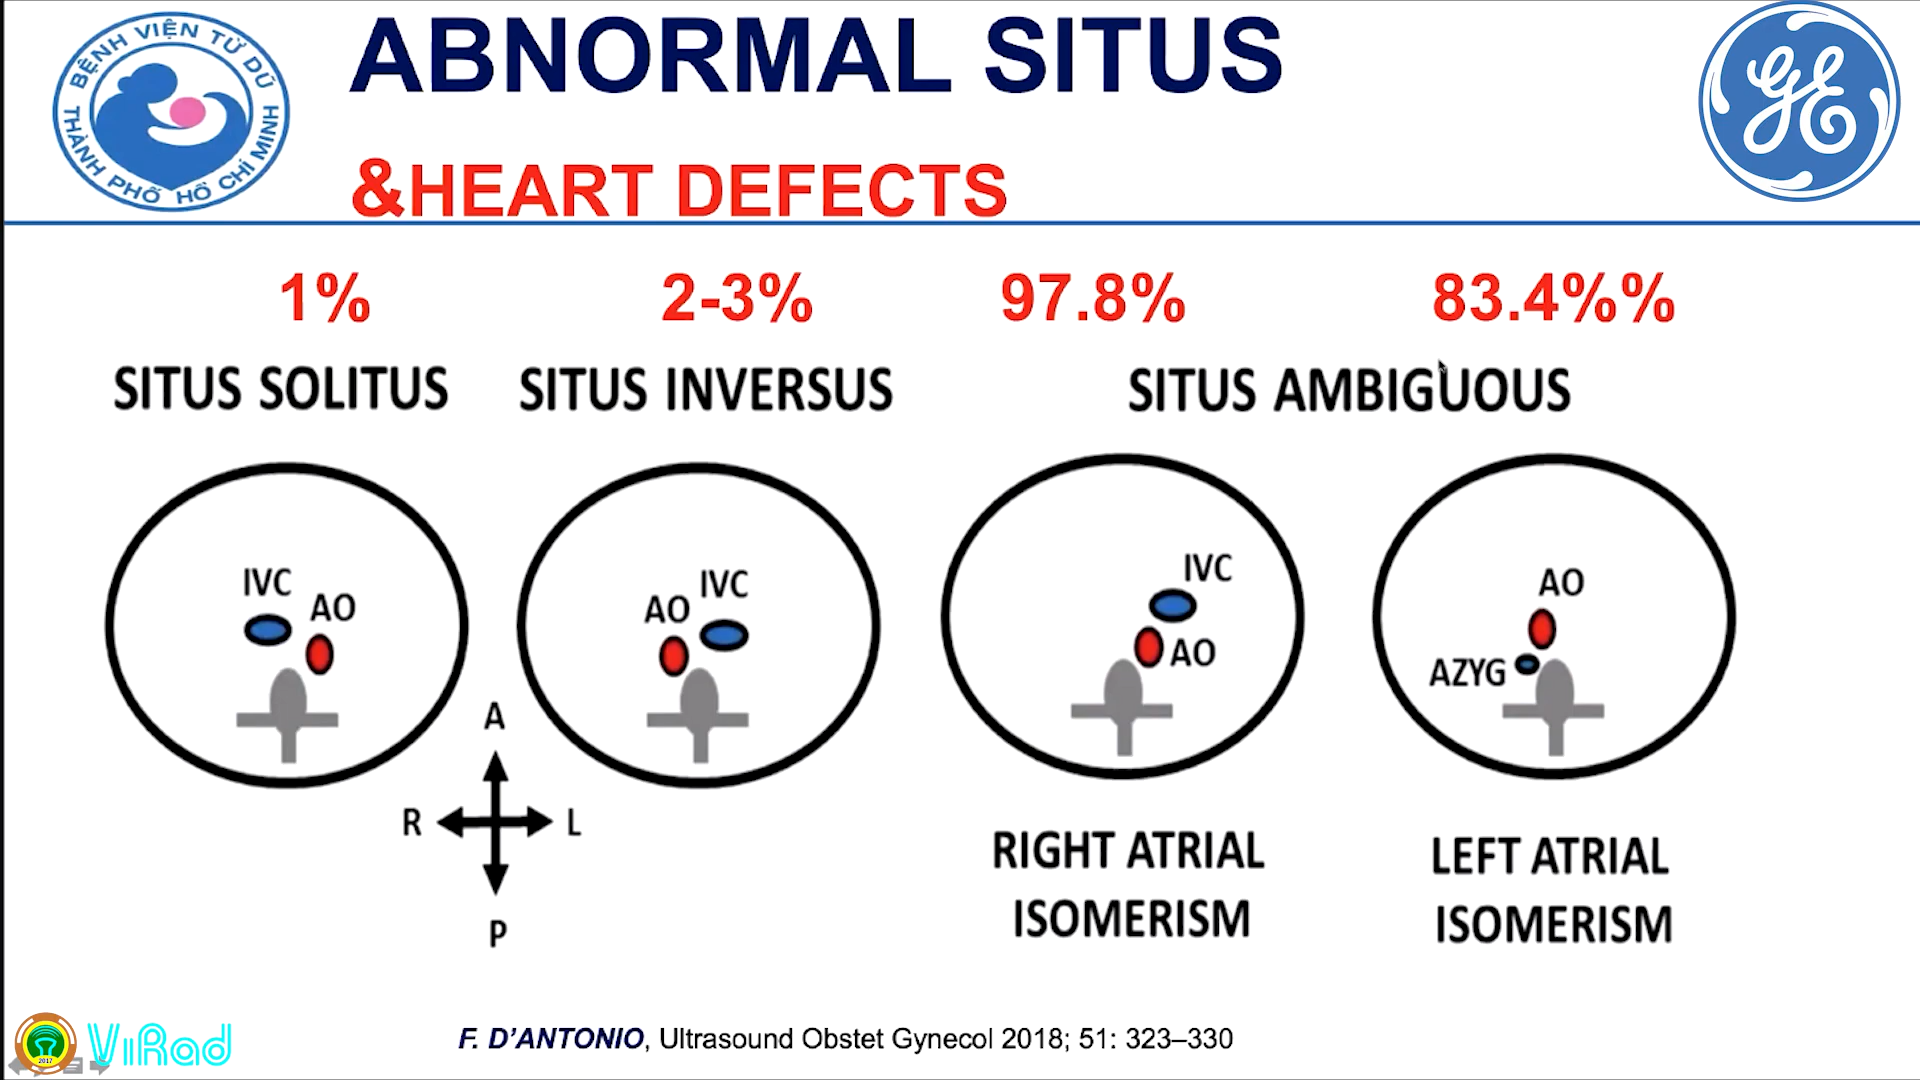 BỆNH VIỆN TỪ DŨ
THÀNH PHỐ HỒ CHÍ MINH
ABNORMAL SITUS
&HEART DEFECTS
GE
1%
2-3%
97.8%
83.4%%
SITUS SOLITUS
SITUS INVERSUS
SITUS AMBIGUOUS
IVC
AO
AO
IVC
IVC
AO
AO
AZYG
A
R
L
P
RIGHT ATRIAL
ISOMERISM
LEFT ATRIAL
ISOMERISM
2017
ViRad
F. D’ANTONIO, Ultrasound Obstet Gynecol 2018; 51: 323–330